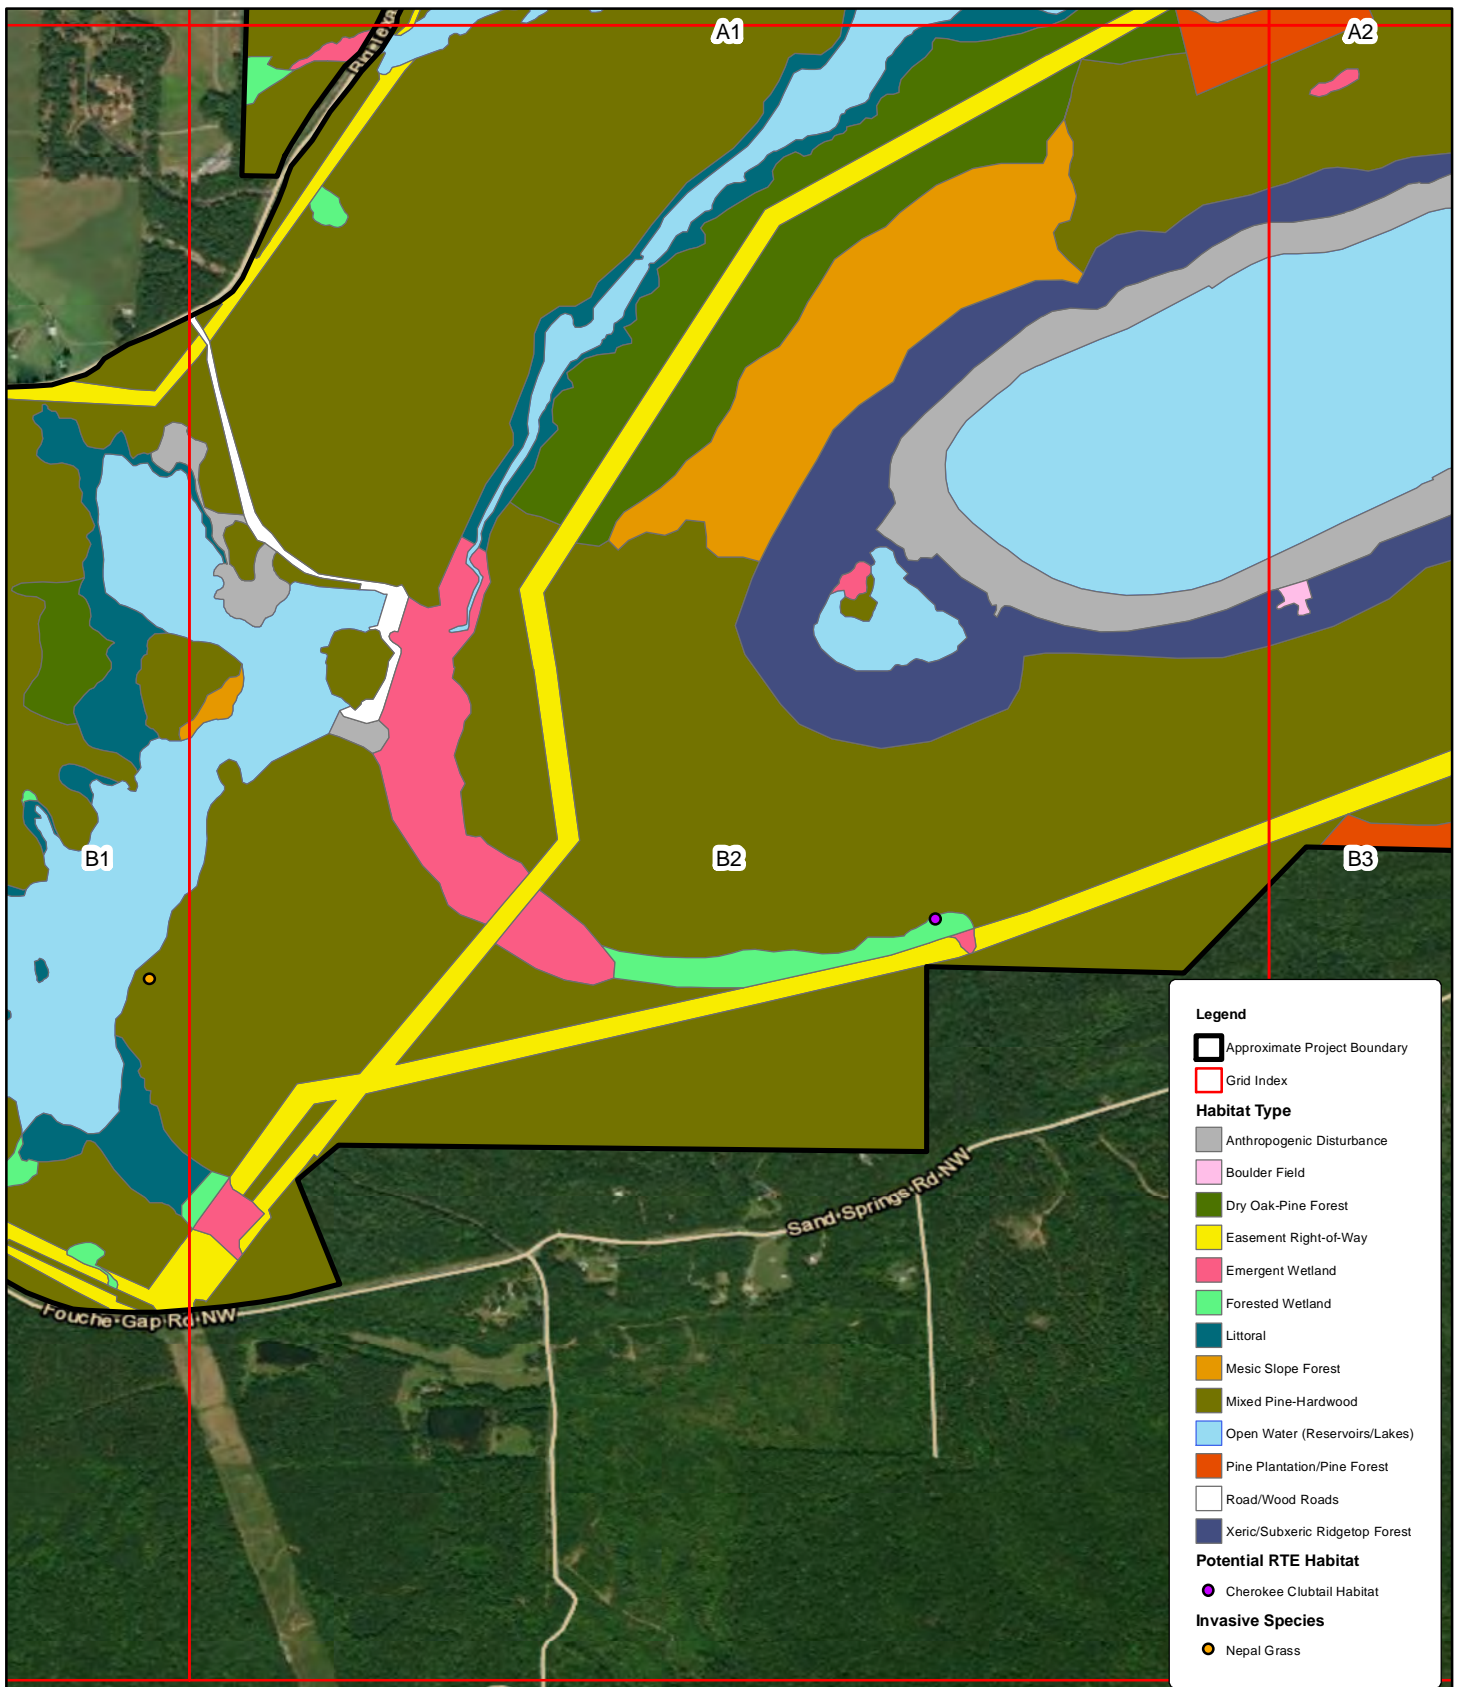 A1
A2
B1
B2
B3
Sand Springs Rd NW
Fouche Gap Rd NW
Legend
Approximate Project Boundary
Grid Index
Habitat Type
Anthropogenic Disturbance
Boulder Field
Dry Oak-Pine Forest
Easement Right-of-Way
Emergent Wetland
Forested Wetland
Littoral
Mesic Slope Forest
Mixed Pine-Hardwood
Open Water (Reservoirs/Lakes)
Pine Plantation/Pine Forest
Road/Wood Roads
Xeric/Subxeric Ridgetop Forest
Potential RTE Habitat
Cherokee Clubtail Habitat
Invasive Species
Nepal Grass